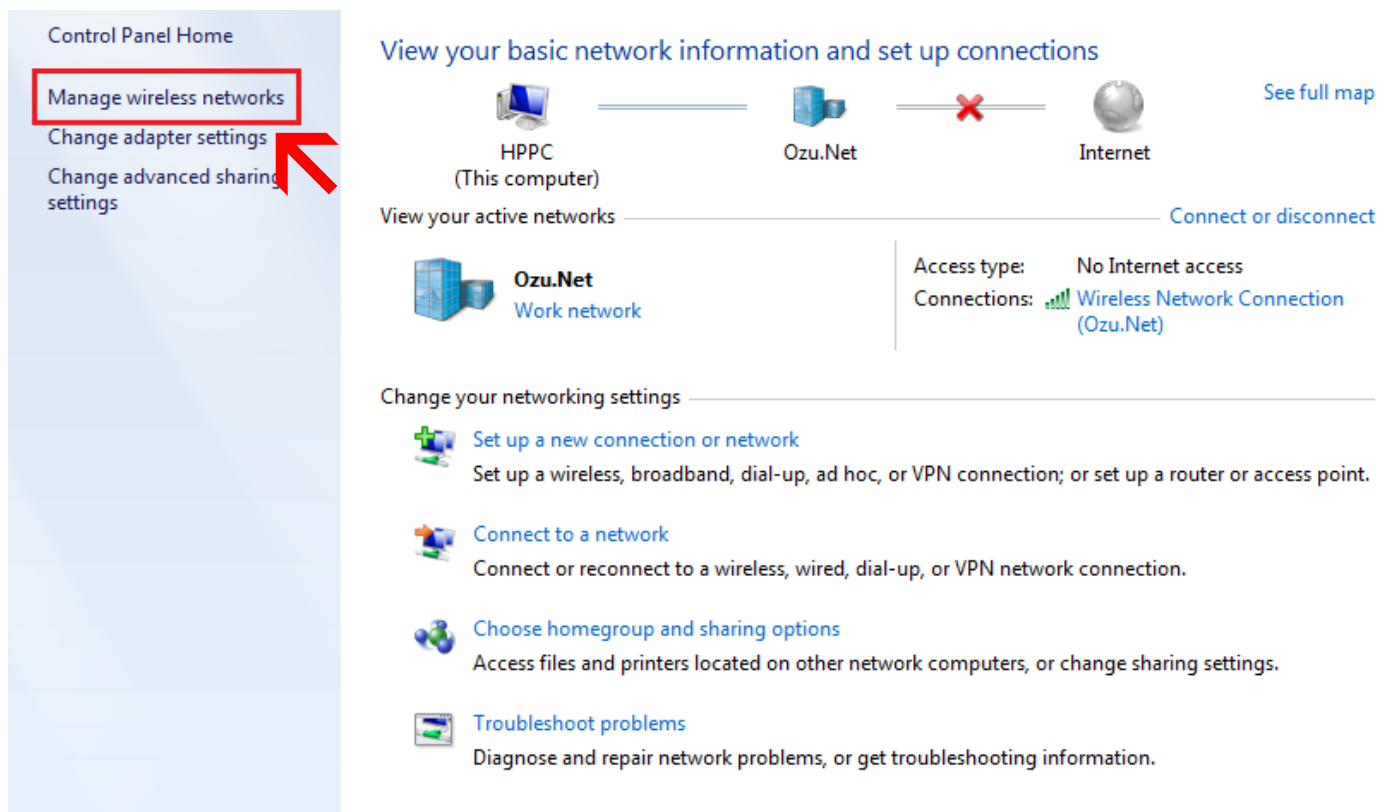 Control Panel Home
Manage wireless networks
Change adapter settings
Change advanced sharing
settings
View your basic network information and set up connections
See full map
HPPC
(This computer)
Ozu.Net
Internet
View your active networks
Connect or disconnect
Ozu.Net
Work network
Access type: No Internet access
Connections: Wireless Network Connection
(Ozu.Net)
Change your networking settings
Set up a new connection or network
Set up a wireless, broadband, dial-up, ad hoc, or VPN connection; or set up a router or access point.
Connect to a network
Connect or reconnect to a wireless, wired, dial-up, or VPN network connection.
Choose homegroup and sharing options
Access files and printers located on other network computers, or change sharing settings.
Troubleshoot problems
Diagnose and repair network problems, or get troubleshooting information.